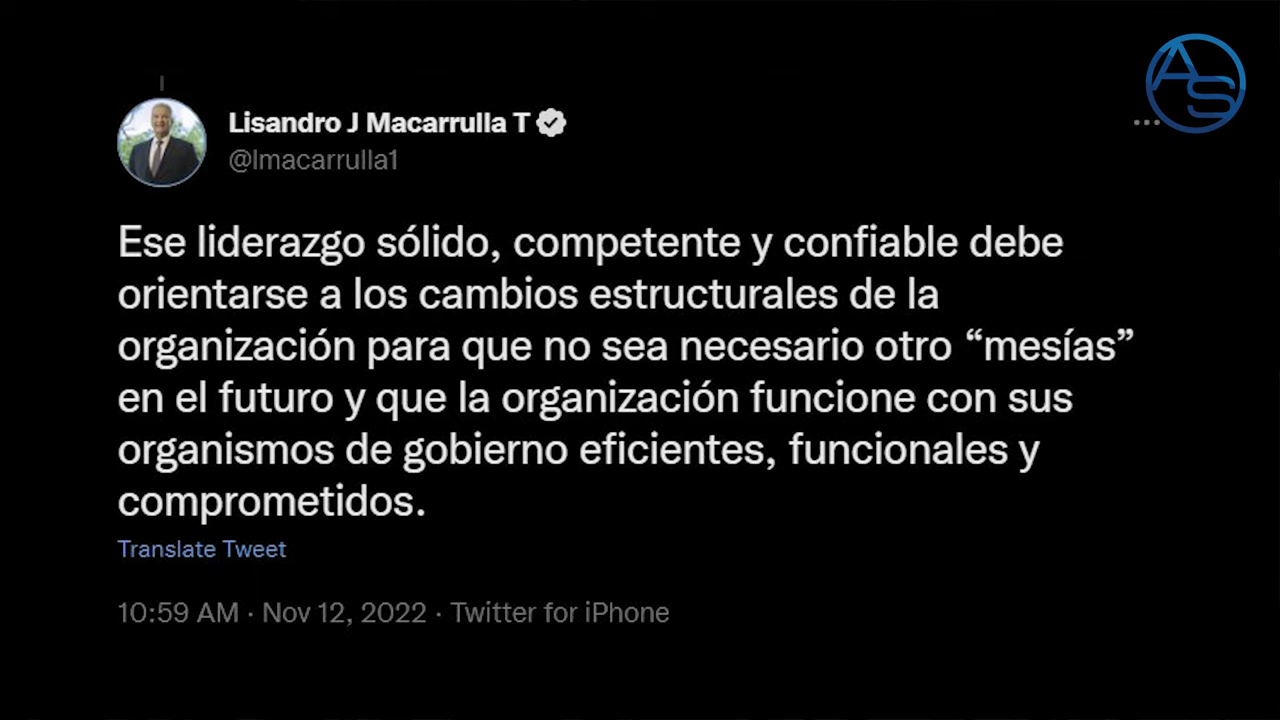 AS
Lisandro J Macarrulla T
@lmacarrulla1
Ese liderazgo sólido, competente y confiable debe
orientarse a los cambios estructurales de la
organización para que no sea necesario otro “mesías”
en el futuro y que la organización funcione con sus
organismos de gobierno eficientes, funcionales y
comprometidos.
Translate Tweet
10:59 AM · Nov 12, 2022 · Twitter for iPhone